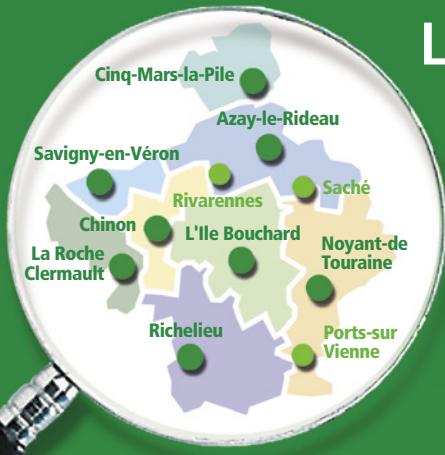 L
Cinq-Mars-la-Pile
Azay-le-Rideau
Savigny-en-Véron
Rivarennes
Saché
Chinon
L'Ile Bouchard
Noyant-de
Touraine
La Roche
Clermault
Richelieu
Ports-sur
Vienne